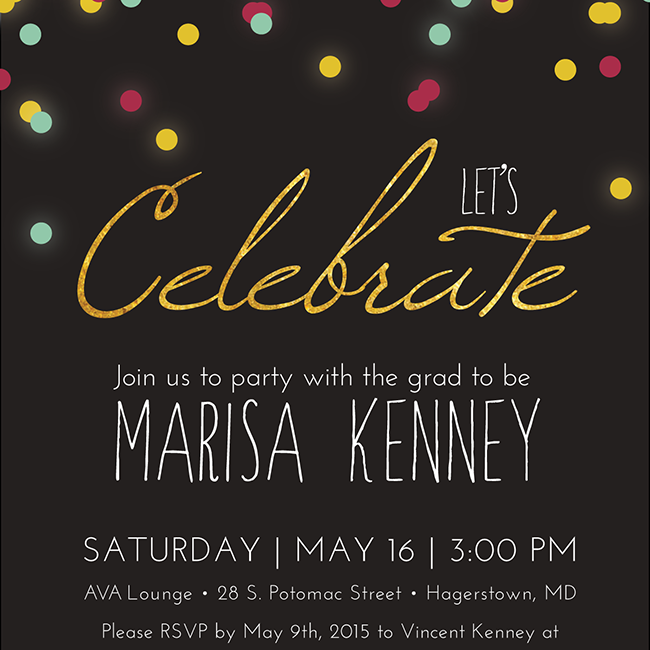 LET'S
Celebrate
Join us to party with the grad to be
MARISA KENNEY
SATURDAY | MAY 16 | 3:00 PM
AVA Lounge • 28 S. Potomac Street • Hagerstown, MD
Please RSVP by May 9th, 2015 to Vincent Kenney at